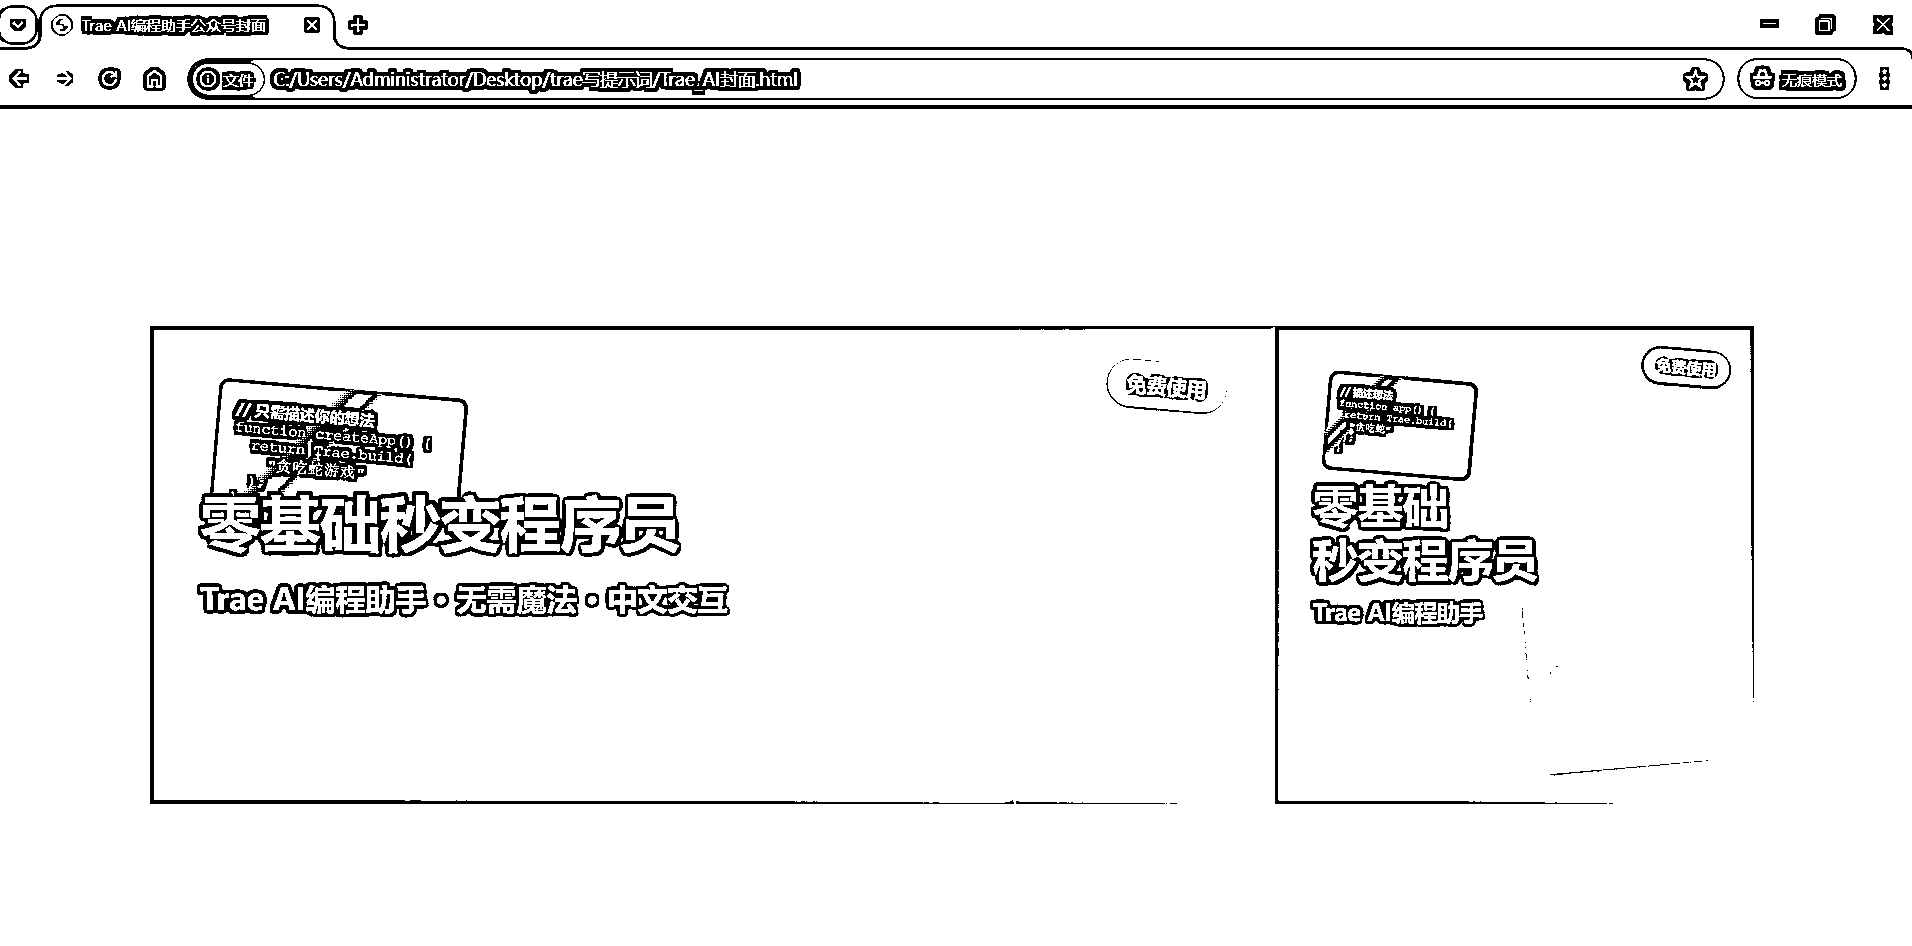 Trae AI编程助手公众号封面
文件
C:/Users/Administrator/Desktop/trae写提示词/Trae_AI封面.html
无痕模式
免费使用
// 只需描述你的想法
function createApp() {
return Trae.build(
"贪吃蛇游戏"
);
零基础秒变程序员
Trae AI编程助手 • 无需魔法 • 中文交互
免费使用
// 描述想法
function app() {
return Trae.build(
"贪吃蛇"
);
}
零基础
秒变程序员
Trae AI编程助手